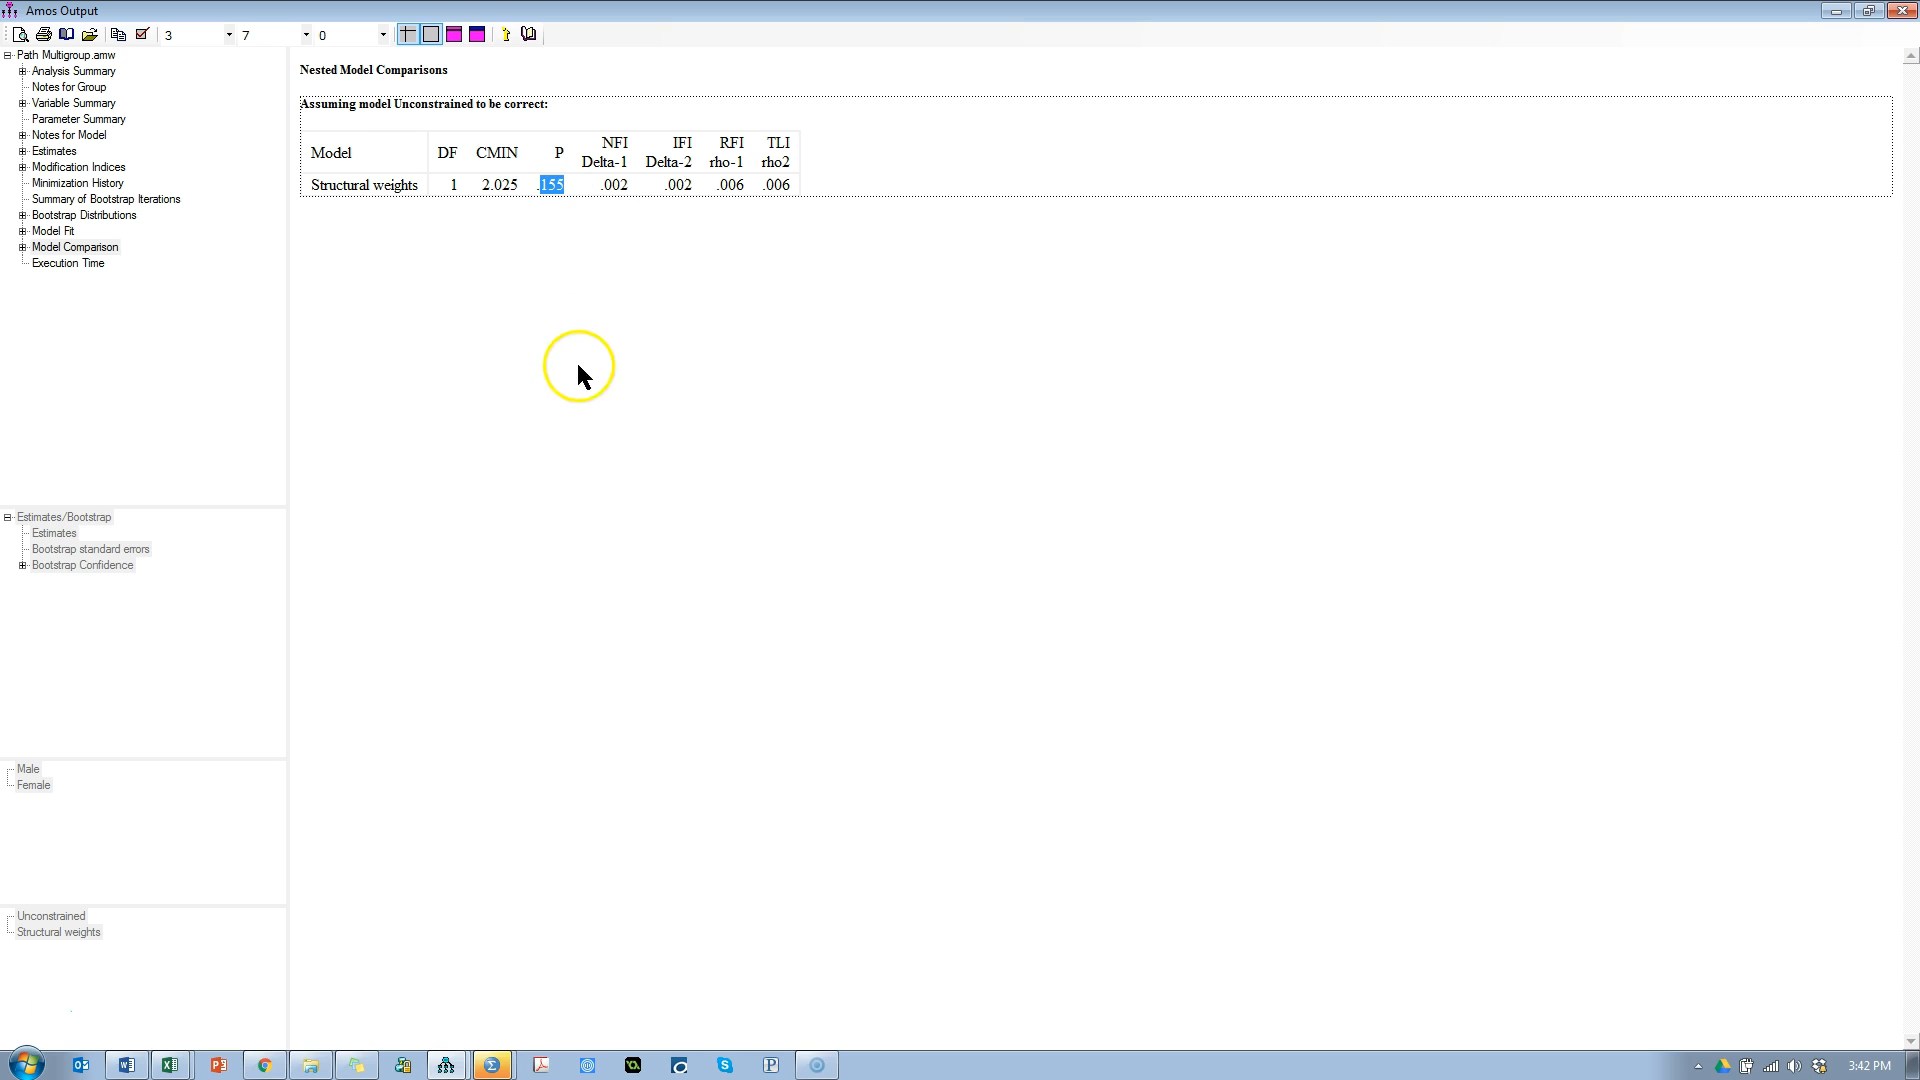 Amos Output
3 7 0
Path Multigroup.amw
Analysis Summary
Notes for Group
Variable Summary
Parameter Summary
Notes for Model
Estimates
Modification Indices
Minimization History
Summary of Bootstrap Iterations
Bootstrap Distributions
Model Fit
Model Comparison
Execution Time
Estimates/Bootstrap
Estimates
Bootstrap standard errors
Bootstrap Confidence
Male
Female
Unconstrained
Structural weights
Nested Model Comparisons
Assuming model Unconstrained to be correct:
NFI IFI RFI TLI
Model DF CMIN P
Delta-1 Delta-2 rho-1 rho2
Structural weights 1 2.025 .155 .002 .002 .006 .006
3:42 PM